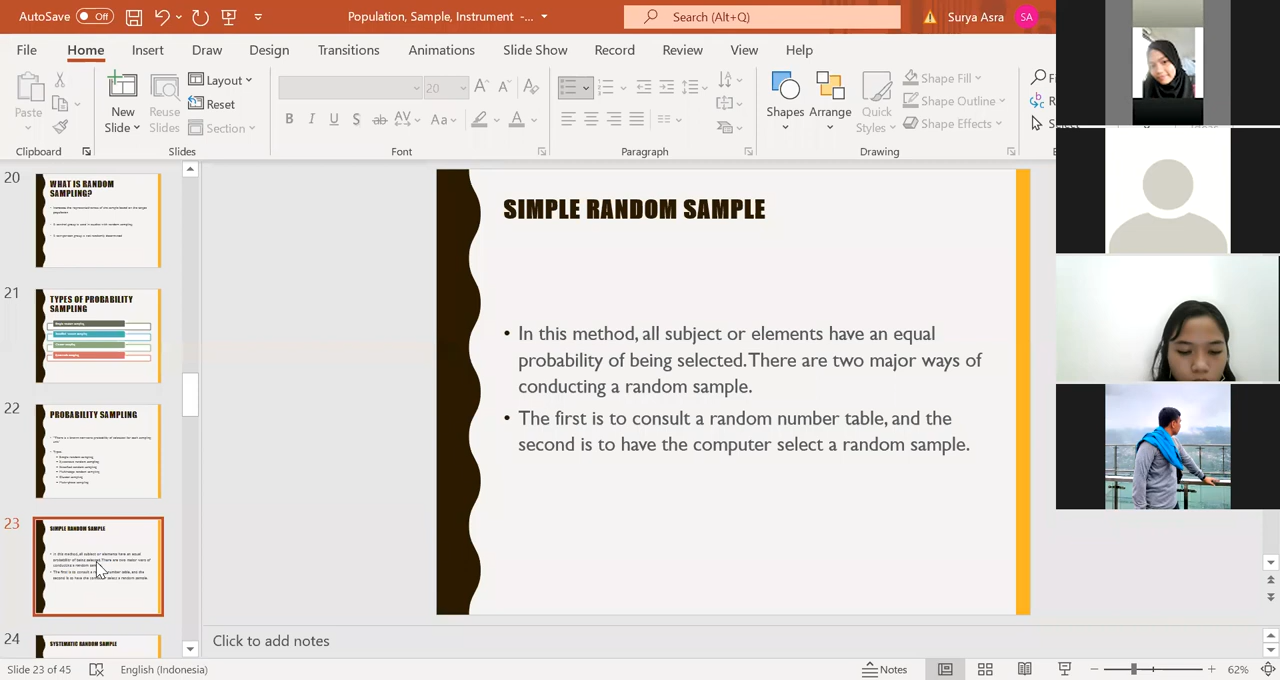 AutoSave Off Population, Sample, Instrument -... Search (Alt+Q) Surya Asra SA
File Home Insert Draw Design Transitions Animations Slide Show Record Review View Help
Paste
Clipboard
New Slide
Reuse Slides
Layout
Reset
Section
Slides
20
B I U S ab AV Aa A
Font
Paragraph
Shapes
Arrange
Quick Styles
Shape Fill
Shape Outline
Shape Effects
Drawing
20
WHAT IS RANDOM
SAMPLING?
21
TYPES OF PROBABILITY
SAMPLING
22
PROBABILITY SAMPLING
23
SIMPLE RANDOM SAMPLE
24
SYSTEMATIC RANDOM SAMPLE
SIMPLE RANDOM SAMPLE
• In this method, all subject or elements have an equal
probability of being selected. There are two major ways of
conducting a random sample.
• The first is to consult a random number table, and the
second is to have the computer select a random sample.
Click to add notes
Slide 23 of 45 English (Indonesia) Notes 62%